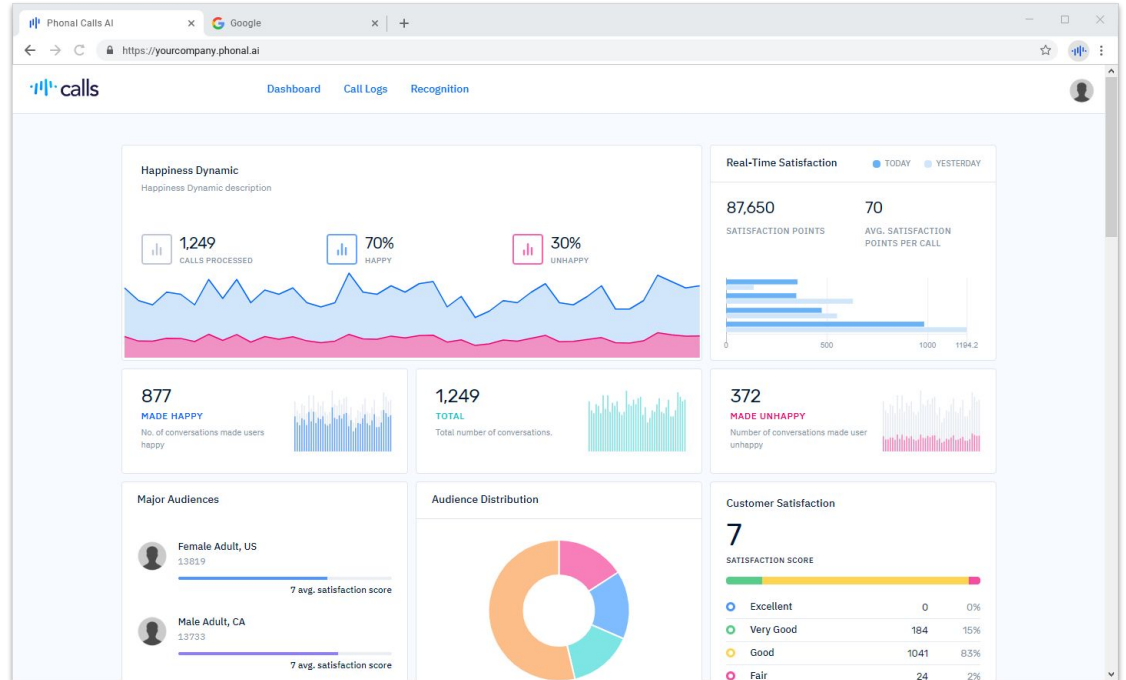 Phonal Calls AI
Google
https://yourcompany.phonal.ai
calls
Dashboard
Call Logs
Recognition
Happiness Dynamic
Happiness Dynamic description
1,249
CALLS PROCESSED
70%
HAPPY
30%
UNHAPPY
Real-Time Satisfaction
TODAY
YESTERDAY
87,650
SATISFACTION POINTS
70
AVG. SATISFACTION
POINTS PER CALL
0
500
1000
1194.2
877
MADE HAPPY
No. of conversations made users
happy
1,249
TOTAL
Total number of conversations.
372
MADE UNHAPPY
Number of conversations made user
unhappy
Major Audiences
Female Adult, US
13819
7 avg. satisfaction score
Male Adult, CA
13733
7 avg. satisfaction score
Audience Distribution
Customer Satisfaction
7
SATISFACTION SCORE
Excellent 0 0%
Very Good 184 15%
Good 1041 83%
Fair 24 2%